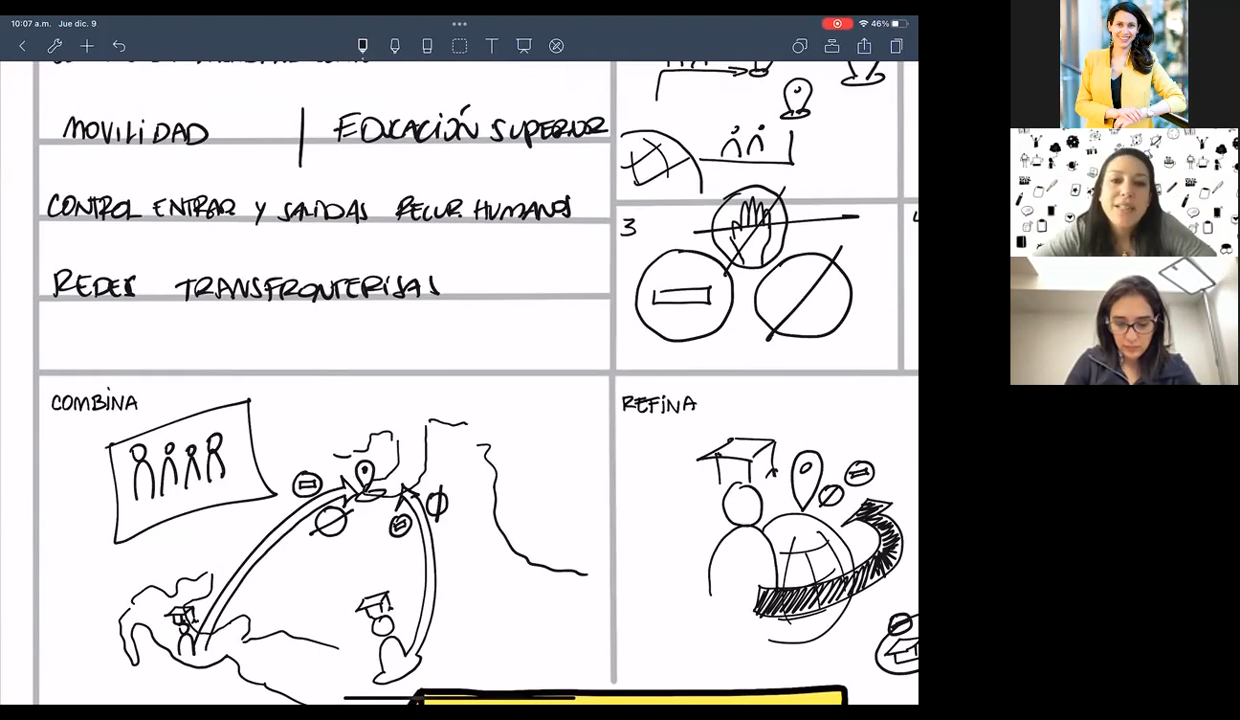 10:07 a.m. Jue dic. 9
46%
MOVILIDAD | EDUCACIÓN SUPERIOR
CONTROL ENTRAR Y SALIDAS RECUR. HUMANOS
3
REDES TRANSFRONTERISAS
COMBINA
REFINA